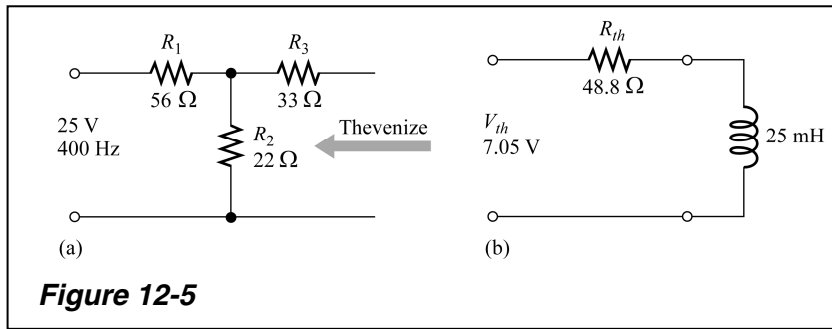 R1
56 Ω
R3
33 Ω
25 V
400 Hz
R2
22 Ω
Thevenize
(a)
Rth
48.8 Ω
Vth
7.05 V
25 mH
(b)
Figure 12-5